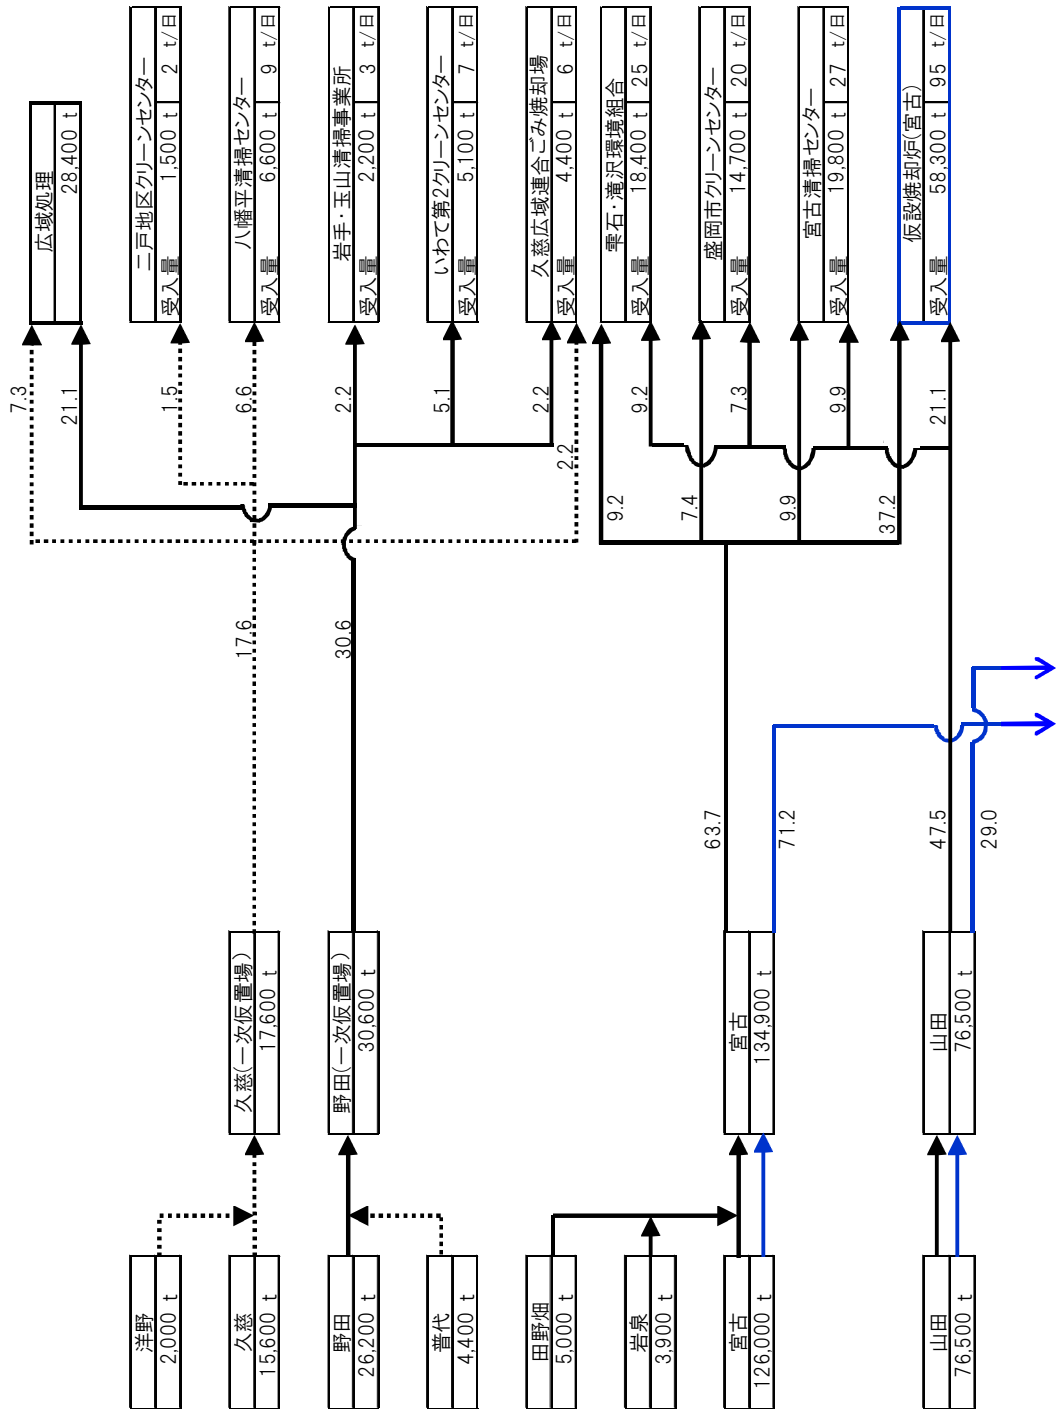 洋野
2,000 t
久慈
15,600 t
野田
26,200 t
普代
4,400 t
田野畑
5,000 t
岩泉
3,900 t
宮古
126,000 t
山田
76,500 t
久慈(一次仮置場)
17,600 t
野田(一次仮置場)
30,600 t
宮古
134,900 t
山田
76,500 t
17.6
30.6
63.7
71.2
47.5
29.0
7.3
21.1
1.5
6.6
2.2
5.1
2.2
2.2
9.2
9.2
7.4
7.3
9.9
9.9
37.2
21.1
広域処理
28,400 t
二戸地区クリーンセンター
受入量 1,500 t 2 t/日
八幡平清掃センター
受入量 6,600 t 9 t/日
岩手・玉山清掃事業所
受入量 2,200 t 3 t/日
いわて第2クリーンセンター
受入量 5,100 t 7 t/日
久慈広域連合ごみ焼却場
受入量 4,400 t 6 t/日
雫石・滝沢環境組合
受入量 18,400 t 25 t/日
盛岡市クリーンセンター
受入量 14,700 t 20 t/日
宮古清掃センター
受入量 19,800 t 27 t/日
仮設焼却炉(宮古)
受入量 58,300 t 95 t/日